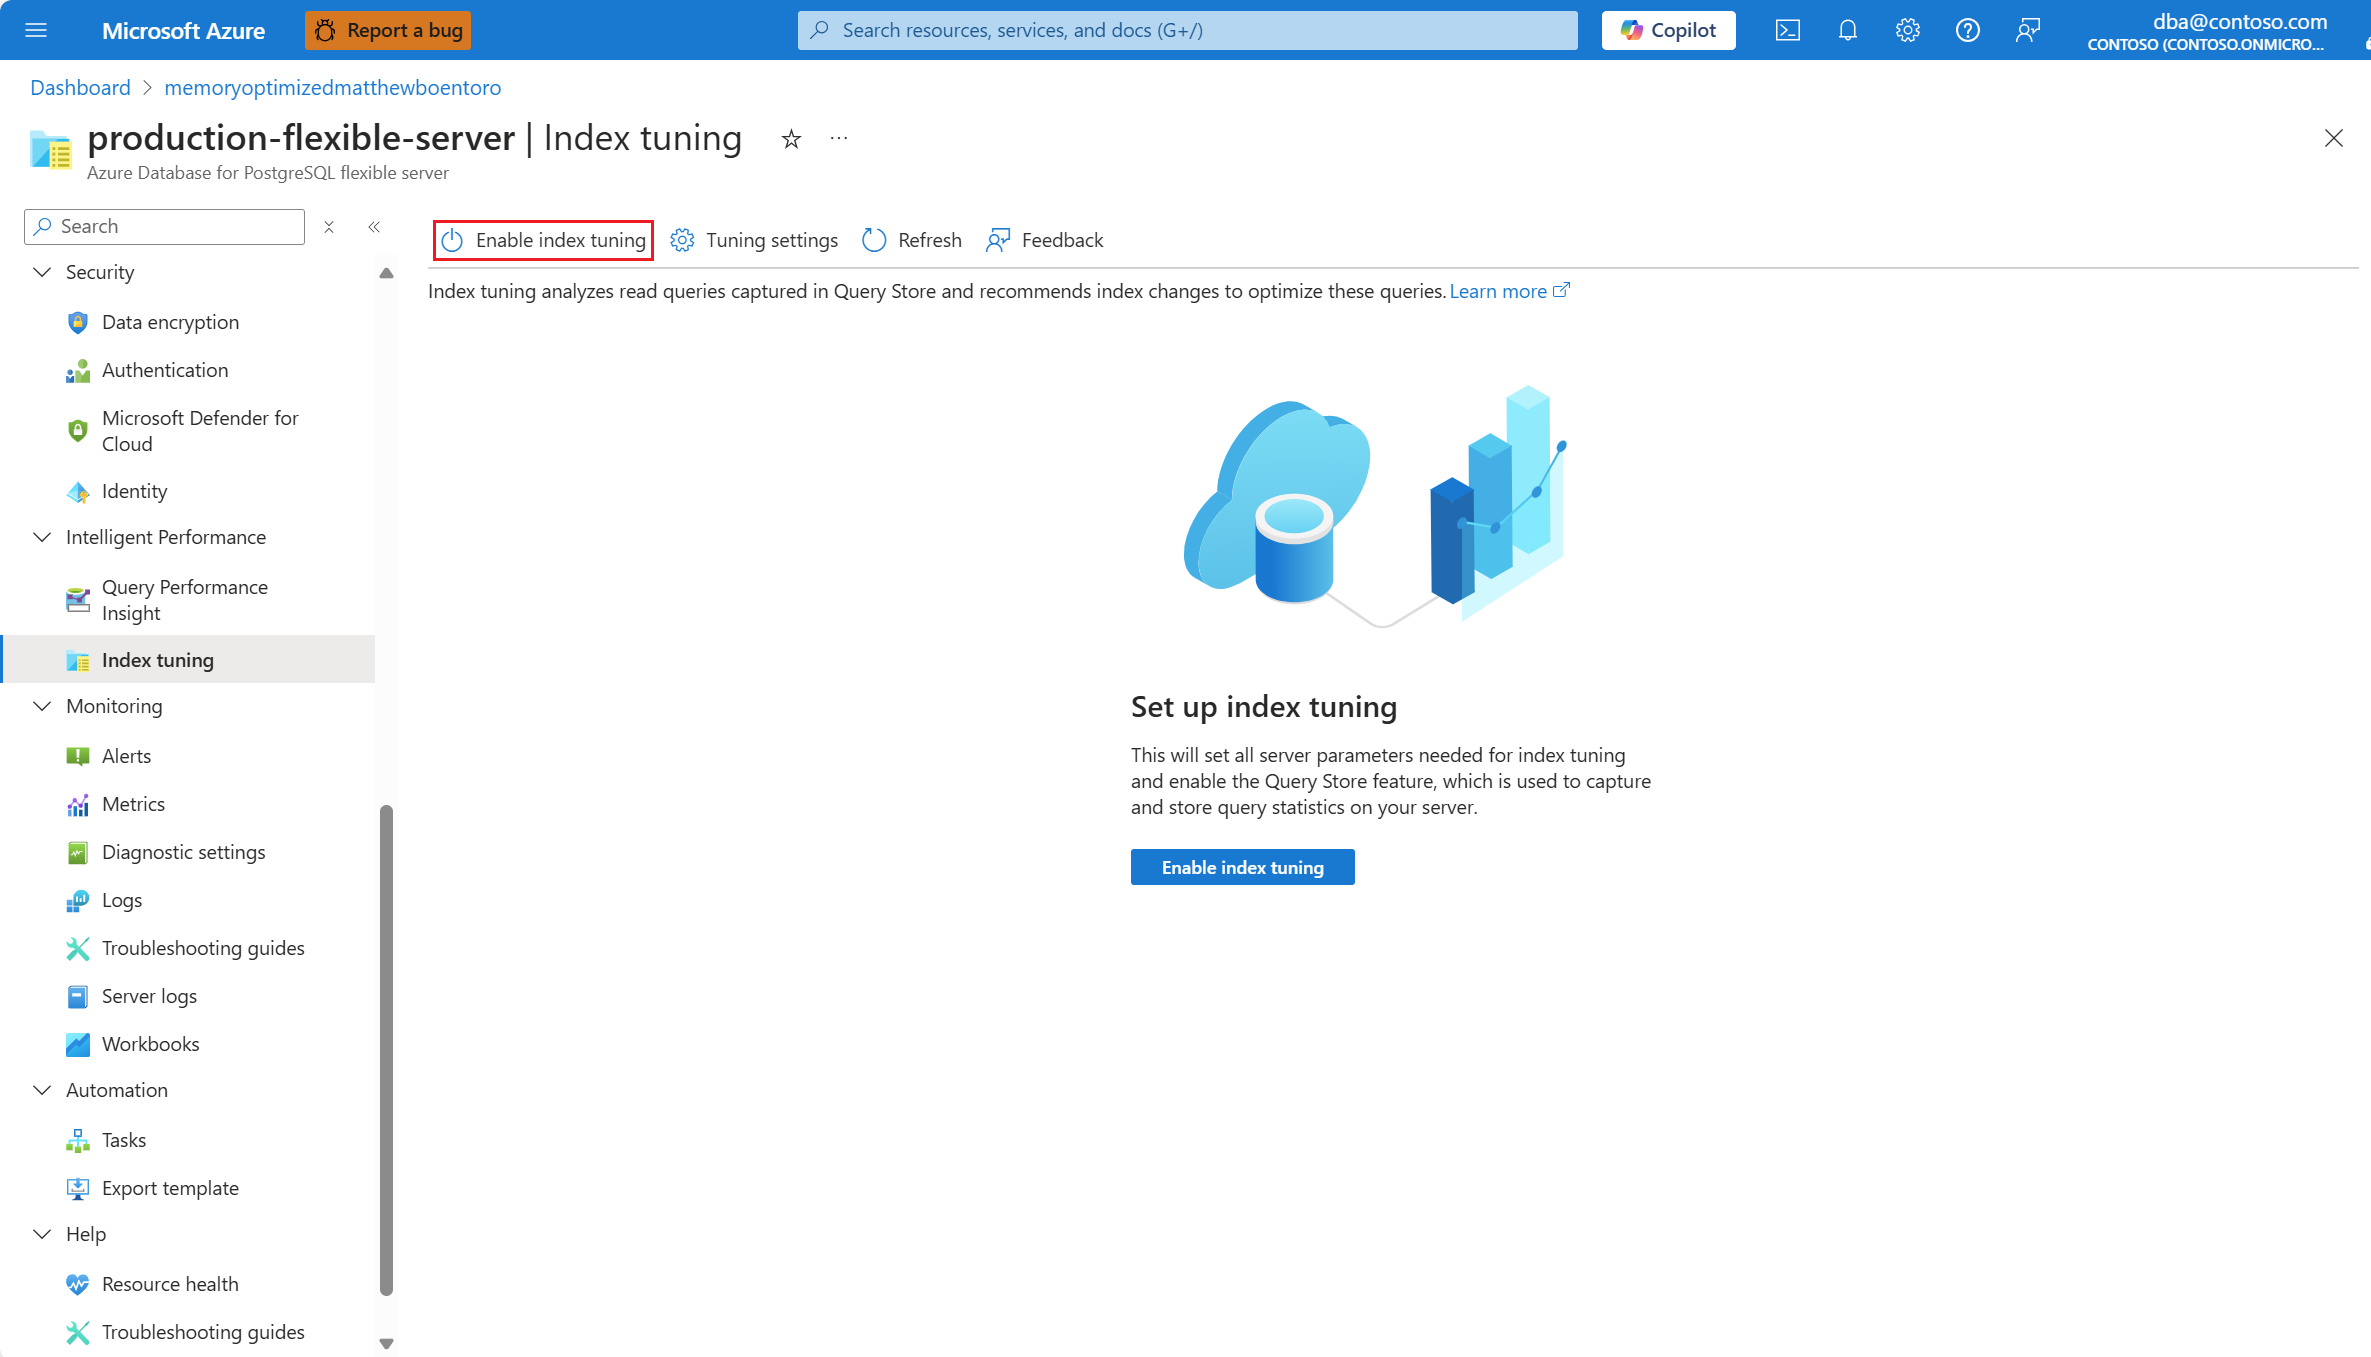 Microsoft Azure
Report a bug
Search resources, services, and docs (G+/)
Copilot
dba@contoso.com
CONTOSO (CONTOSO.ONMICRO...
Dashboard
memoryoptimizedmatthewboentoro
production-flexible-server | Index tuning
Azure Database for PostgreSQL flexible server
Search
Enable index tuning
Tuning settings
Refresh
Feedback
Index tuning analyzes read queries captured in Query Store and recommends index changes to optimize these queries. Learn more
Security
Data encryption
Authentication
Microsoft Defender for
Cloud
Identity
Intelligent Performance
Query Performance
Insight
Index tuning
Monitoring
Alerts
Metrics
Diagnostic settings
Logs
Troubleshooting guides
Server logs
Workbooks
Automation
Tasks
Export template
Help
Resource health
Troubleshooting guides
Set up index tuning
This will set all server parameters needed for index tuning
and enable the Query Store feature, which is used to capture
and store query statistics on your server.
Enable index tuning